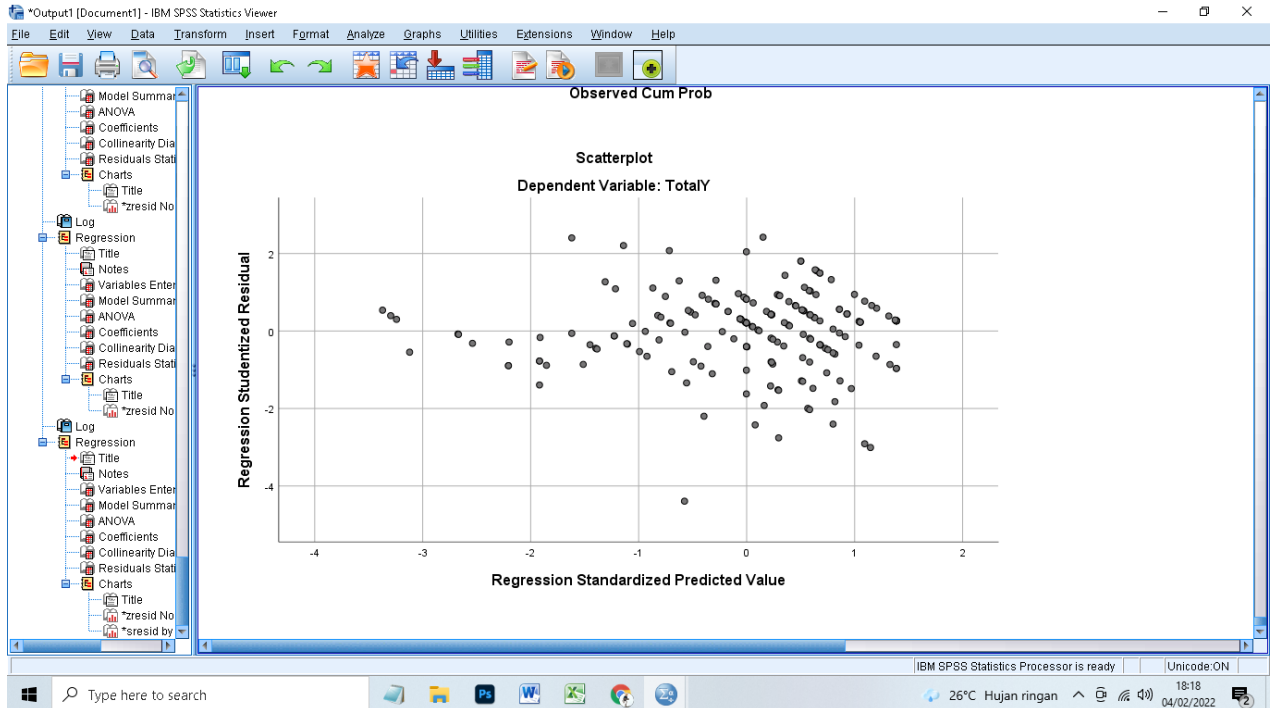 *Output1 [Document1] - IBM SPSS Statistics Viewer
File Edit View Data Transform Insert Format Analyze Graphs Utilities Extensions Window Help
Model Summar
ANOVA
Coefficients
Collinearity Dia
Residuals Stati
Charts
Title
*zresid No
Log
Regression
Title
Notes
Variables Enter
Model Summar
ANOVA
Coefficients
Collinearity Dia
Residuals Stati
Charts
Title
*zresid No
Log
Regression
Title
Notes
Variables Enter
Model Summar
ANOVA
Coefficients
Collinearity Dia
Residuals Stati
Charts
Title
*zresid No
*sresid by
Observed Cum Prob
Scatterplot
Dependent Variable: TotalY
Regression Studentized Residual
2
0
-2
-4
-4 -3 -2 -1 0 1 2
Regression Standardized Predicted Value
IBM SPSS Statistics Processor is ready Unicode:ON
Type here to search
Ps
W
X
Σ
26°C Hujan ringan
18:18
04/02/2022
2